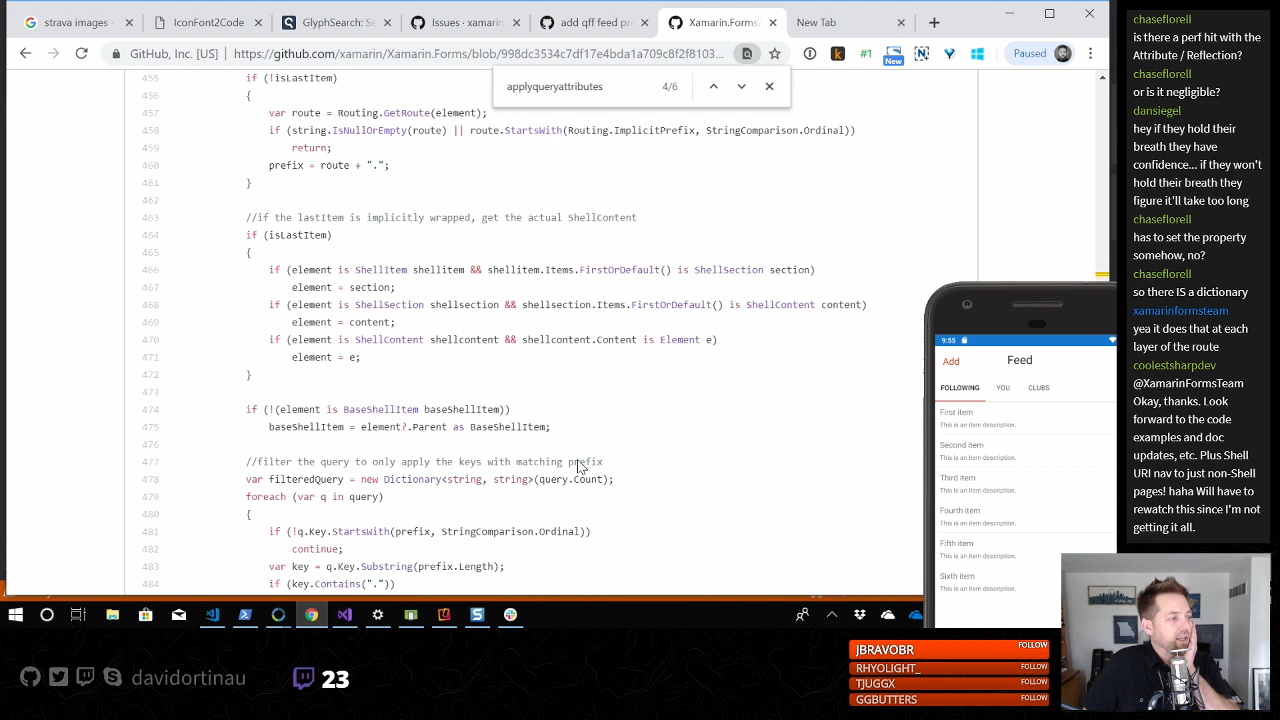 strava images -
IconFont2Code
GlyphSearch: Se
Issues · xamarin
add qff feed pre
Xamarin.Forms/
New Tab
GitHub, Inc. [US]
https://github.com/xamarin/Xamarin.Forms/blob/998dc3534c7df17e4bda1a709c8f2f8103...
#1
New
Paused
applyqueryattributes
4/6
455 if (!isLastItem)
456 {
457 var route = Routing.GetRoute(element);
458 if (string.IsNullOrEmpty(route) || route.StartsWith(Routing.ImplicitPrefix, StringComparison.Ordinal))
459 return;
460 prefix = route + ".";
461 }
462
463 //if the lastItem is implicitly wrapped, get the actual ShellContent
464 if (isLastItem)
465 {
466 if (element is ShellItem shellitem && shellitem.Items.FirstOrDefault() is ShellSection section)
467 element = section;
468 if (element is ShellSection shellsection && shellsection.Items.FirstOrDefault() is ShellContent content)
469 element = content;
470 if (element is ShellContent shellcontent && shellcontent.Content is Element e)
471 element = e;
472 }
473
474 if (!(element is BaseShellItem baseShellItem))
475 baseShellItem = element?.Parent as BaseShellItem;
476
477 //filter the query to only apply the keys with matching prefix
478 var filteredQuery = new Dictionary<string, string>(query.Count);
479 foreach (var q in query)
480 {
481 if (!q.Key.StartsWith(prefix, StringComparison.Ordinal))
482 continue;
483 var key = q.Key.Substring(prefix.Length);
484 if (key.Contains("."))
9:55
Add Feed
FOLLOWING YOU CLUBS
First item
This is an item description.
Second item
This is an item description.
Third item
This is an item description.
Fourth item
This is an item description.
Fifth item
This is an item description.
Sixth item
This is an item description.
chaseflorell
is there a perf hit with the
Attribute / Reflection?
chaseflorell
or is it negligible?
dansiegel
hey if they hold their
breath they have
confidence... if they won't
hold their breath they
figure it'll take too long
chaseflorell
has to set the property
somehow, no?
chaseflorell
so there IS a dictionary
xamarinformsteam
yea it does that at each
layer of the route
coolestsharpdev
@XamarinFormsTeam
Okay, thanks. Look
forward to the code
examples and doc
updates, etc. Plus Shell
URI nav to just non-Shell
pages! haha Will have to
rewatch this since I'm not
getting it all.
davidortinau
23
JBRAVOBR FOLLOW
RHYOLIGHT_ FOLLOW
TJUGGX FOLLOW
GGBUTTERS FOLLOW